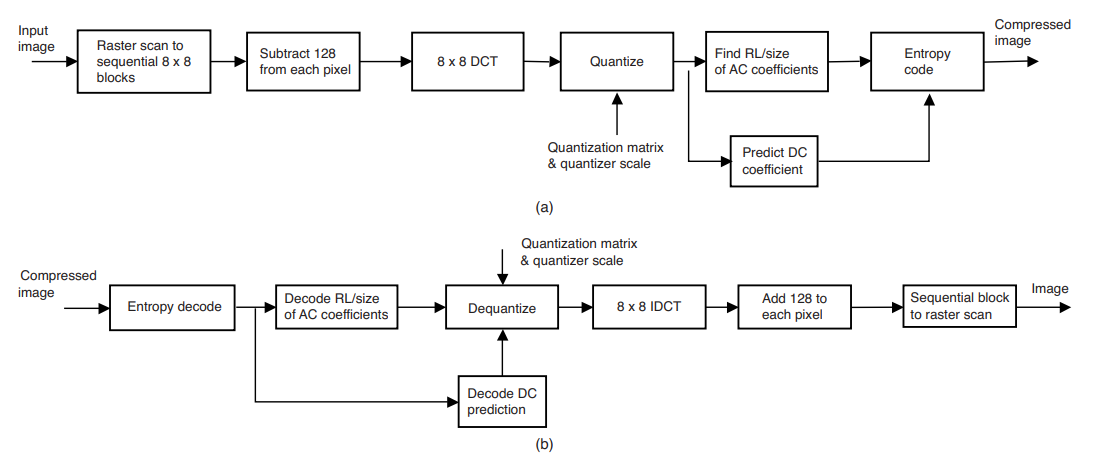 Input
image
Raster scan to
sequential 8 x 8
blocks
Subtract 128
from each pixel
8 x 8 DCT
Quantize
Find RL/size
of AC coefficients
Entropy
code
Compressed
image
Quantization matrix
& quantizer scale
Predict DC
coefficient
(a)
Compressed
image
Entropy decode
Decode RL/size
of AC coefficients
Quantization matrix
& quantizer scale
Dequantize
8 x 8 IDCT
Add 128 to
each pixel
Sequential block
to raster scan
Image
Decode DC
prediction
(b)